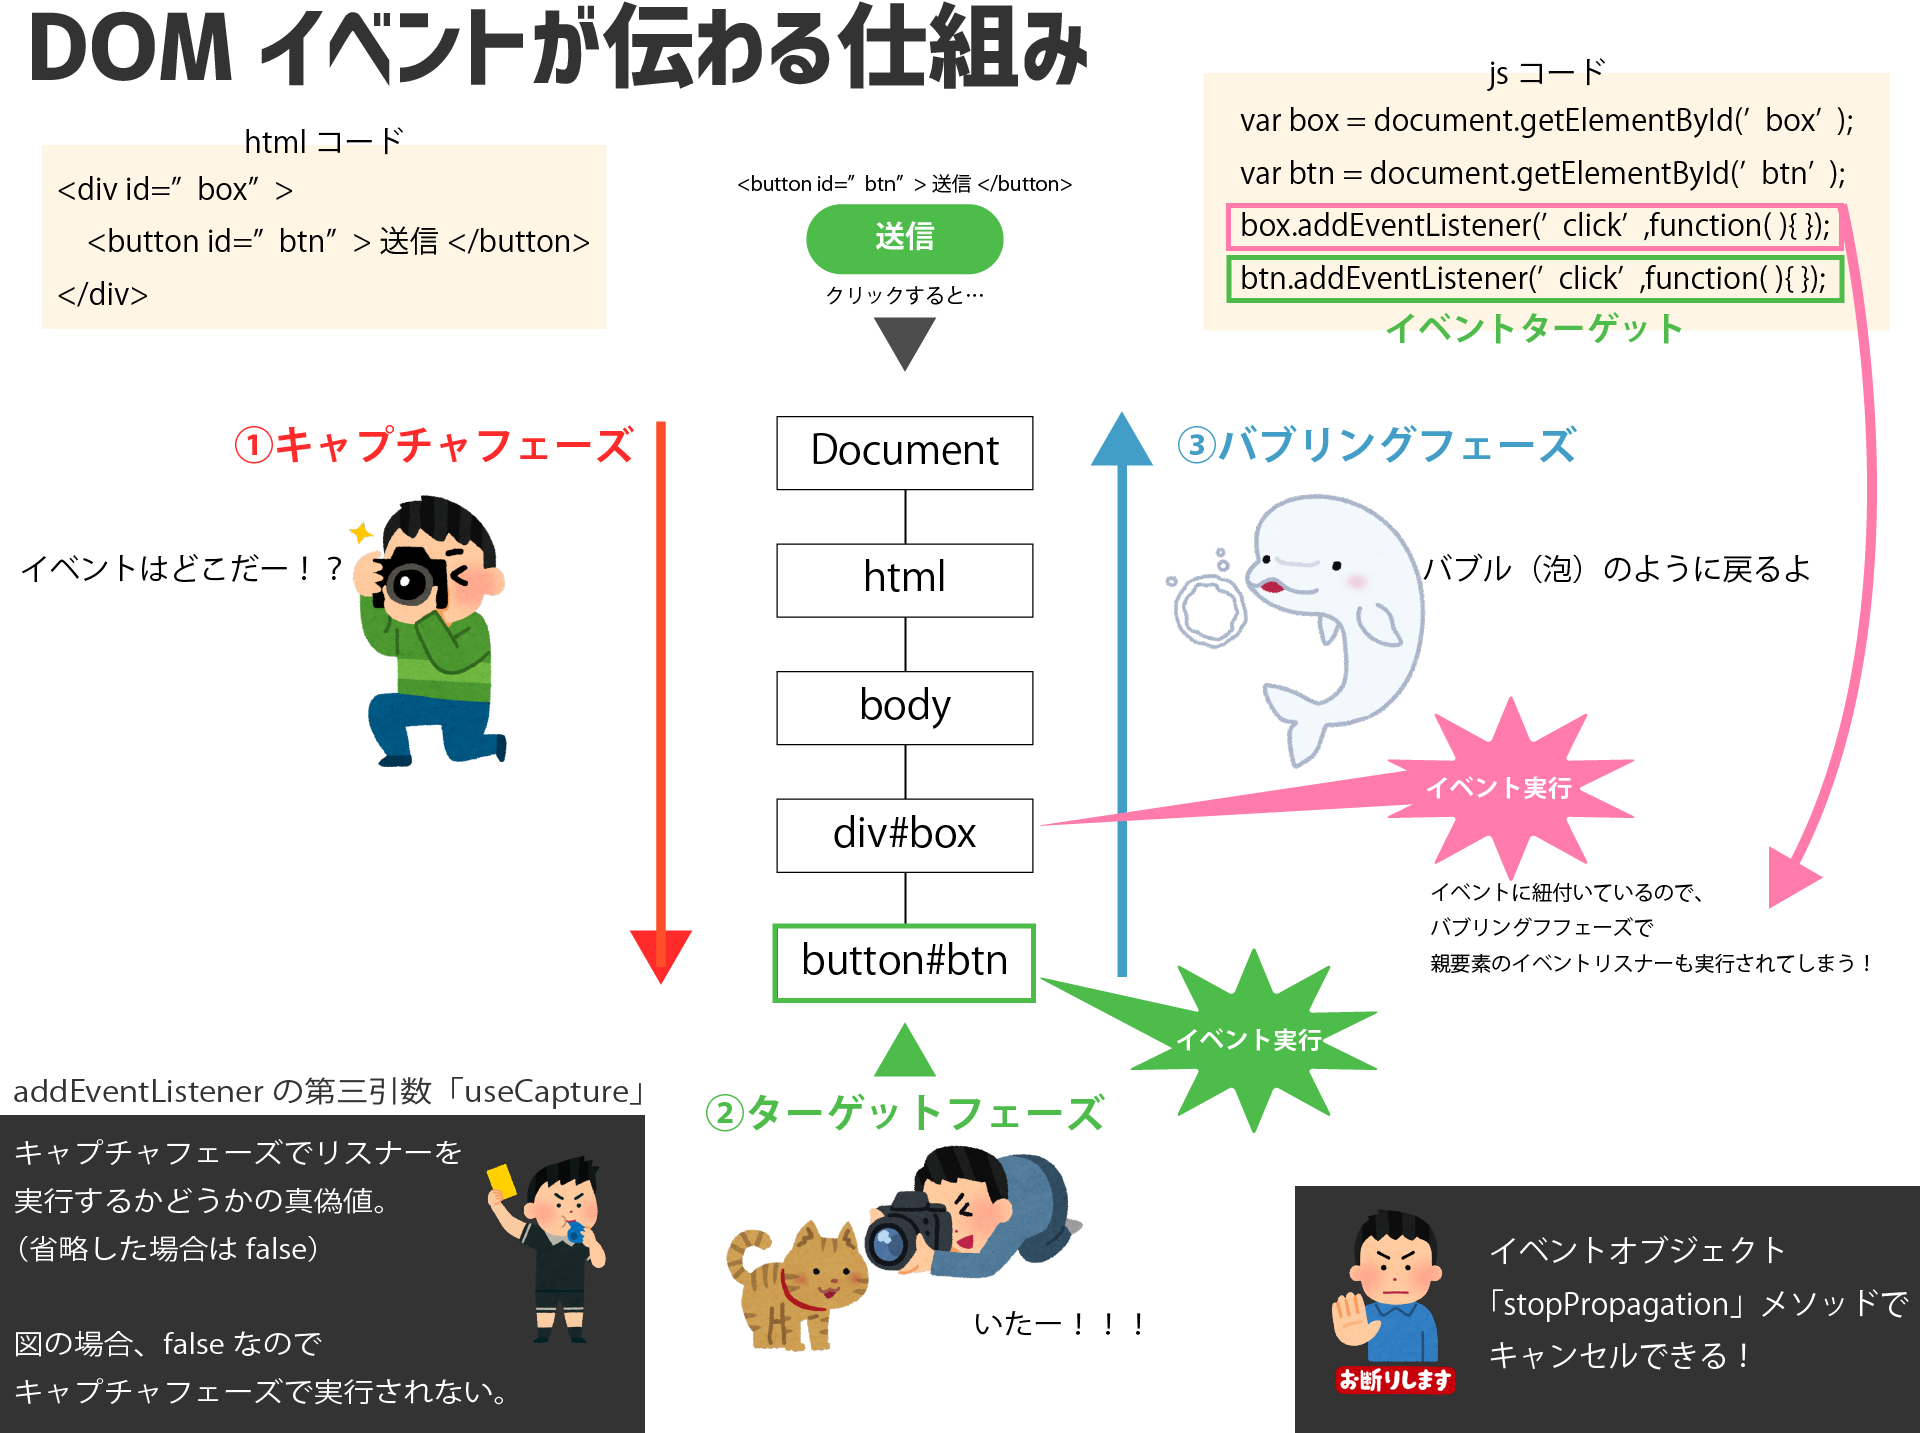 DOM イベントが伝わる仕組み
html コード
<div id=”box”>
<button id=”btn”>送信</button>
</div>
<button id=”btn”>送信</button>
送信
クリックすると…
js コード
var box = document.getElementById(’box’);
var btn = document.getElementById(’btn’);
box.addEventListener(’click’,function( ){ });
btn.addEventListener(’click’,function( ){ });
イベントターゲット
①キャプチャフェーズ
イベントはどこだー！？
Document
html
body
div#box
button#btn
③バブリングフェーズ
バブル（泡）のように戻るよ
イベント実行
イベントに紐付いているので、
バブリングフフェーズで
親要素のイベントリスナーも実行されてしまう！
イベント実行
②ターゲットフェーズ
いたー！！！
addEventListener の第三引数「useCapture」
キャプチャフェーズでリスナーを
実行するかどうかの真偽値。
（省略した場合は false）
図の場合、false なので
キャプチャフェーズで実行されない。
お断りします
イベントオブジェクト
「stopPropagation」メソッドで
キャンセルできる！